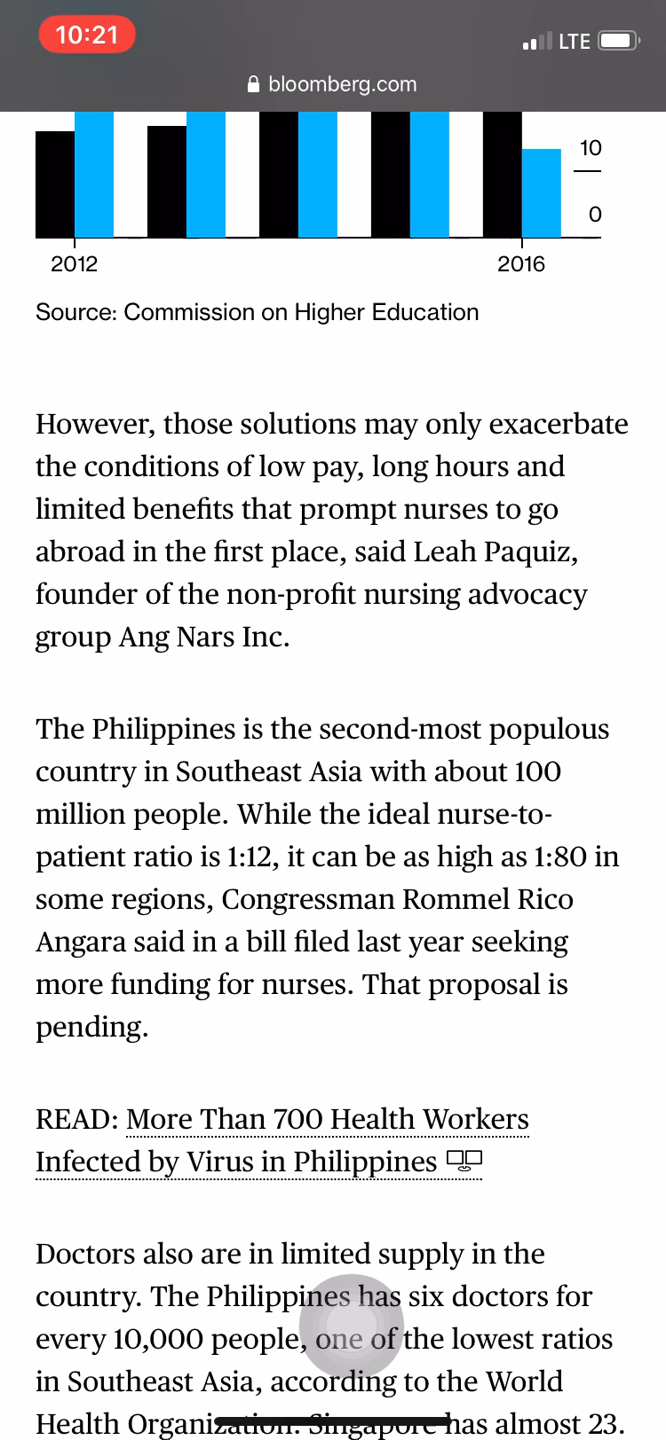 10:21
LTE
bloomberg.com
10
0
2012 2016
Source: Commission on Higher Education
However, those solutions may only exacerbate
the conditions of low pay, long hours and
limited benefits that prompt nurses to go
abroad in the first place, said Leah Paquiz,
founder of the non-profit nursing advocacy
group Ang Nars Inc.
The Philippines is the second-most populous
country in Southeast Asia with about 100
million people. While the ideal nurse-to-
patient ratio is 1:12, it can be as high as 1:80 in
some regions, Congressman Rommel Rico
Angara said in a bill filed last year seeking
more funding for nurses. That proposal is
pending.
READ: More Than 700 Health Workers
Infected by Virus in Philippines
Doctors also are in limited supply in the
country. The Philippines has six doctors for
every 10,000 people, one of the lowest ratios
in Southeast Asia, according to the World
Health Organization. Singapore has almost 23.